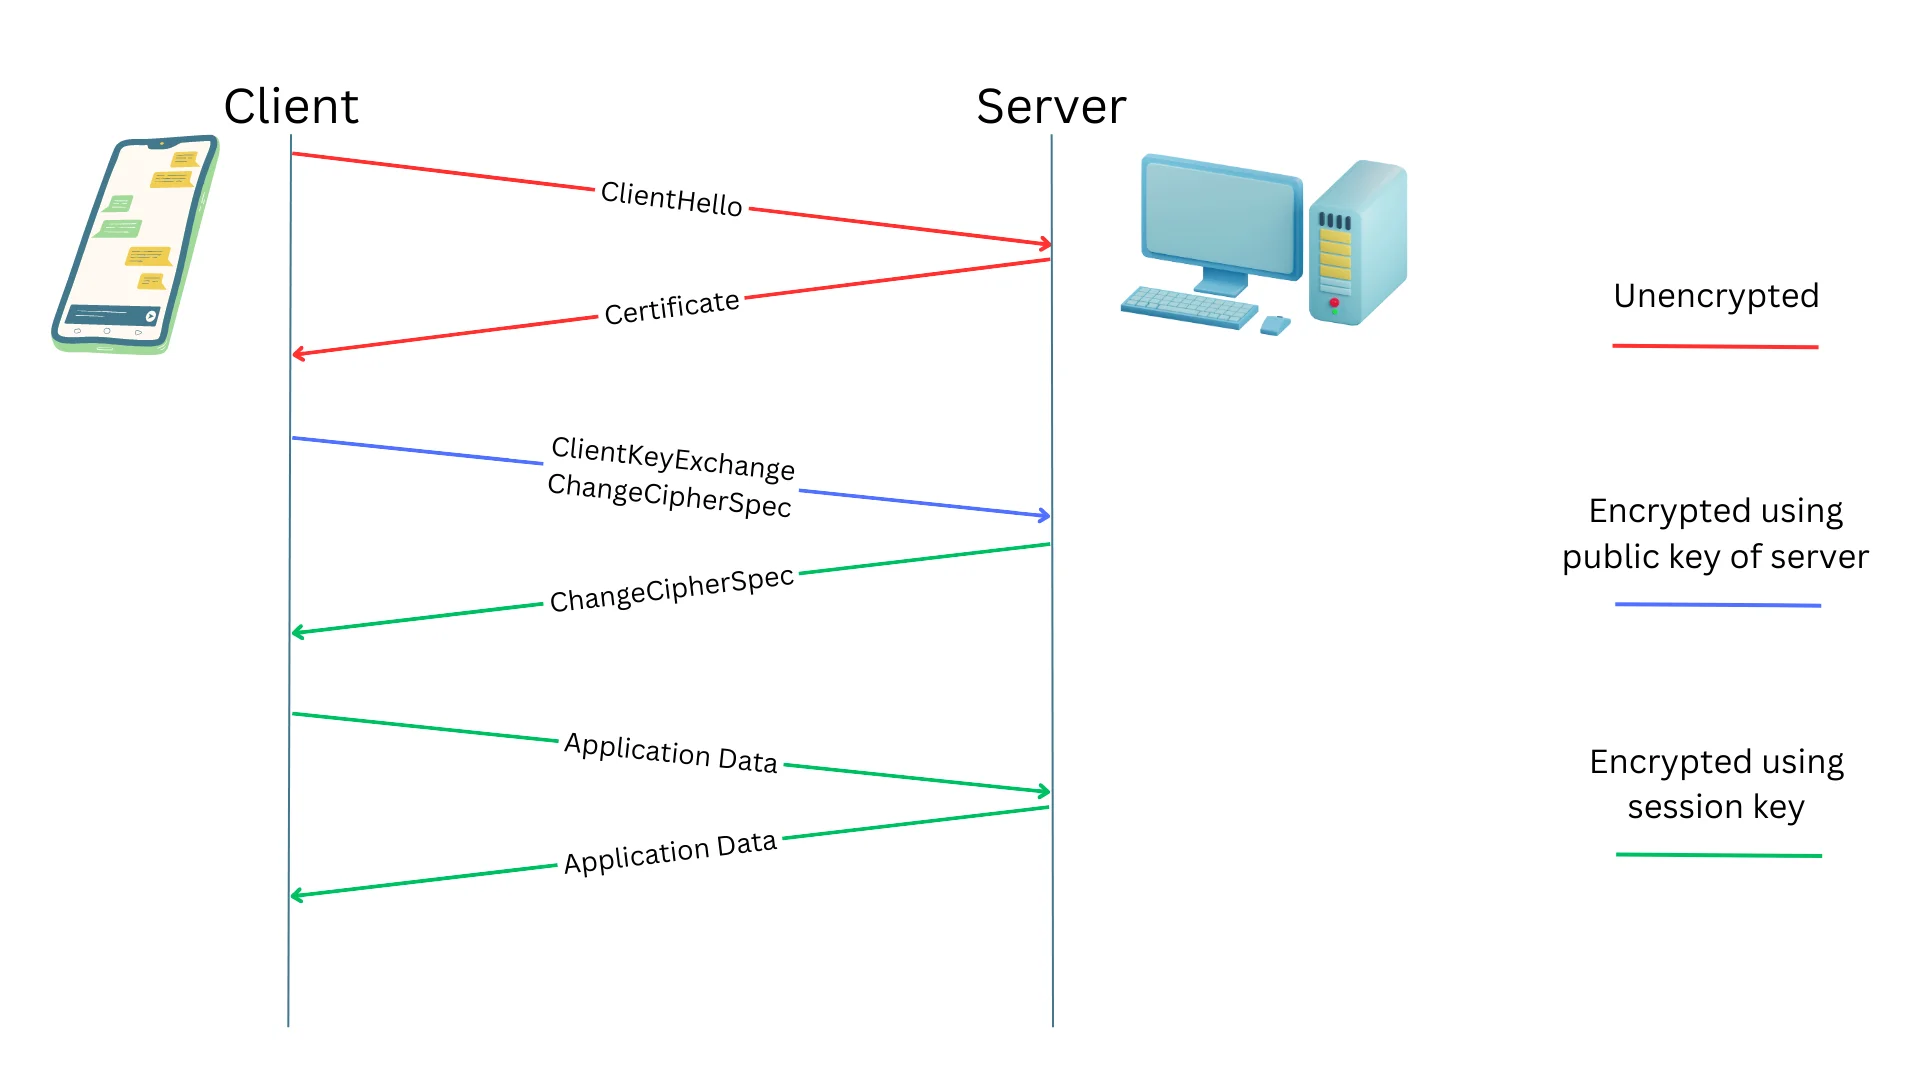 Client
Server
ClientHello
Certificate
Unencrypted
ClientKeyExchange
ChangeCipherSpec
Encrypted using
public key of server
ChangeCipherSpec
Application Data
Encrypted using
session key
Application Data